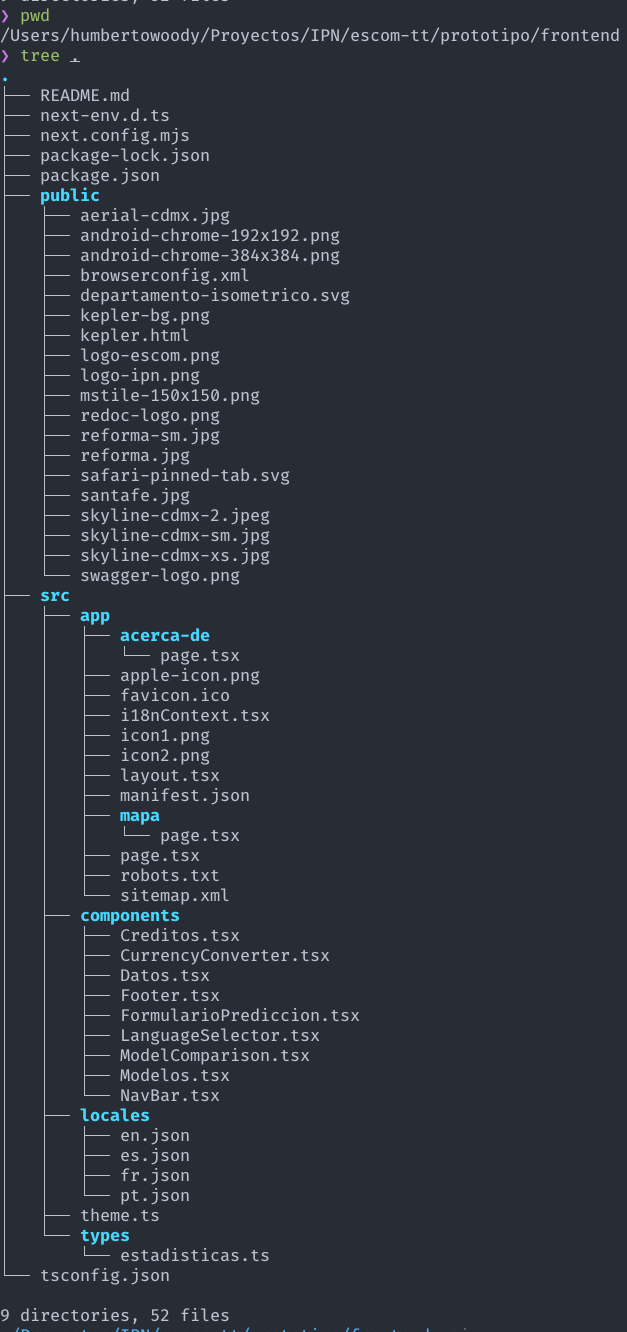 ❯ pwd
/Users/humbertowoody/Proyectos/IPN/escom-tt/prototipo/frontend
❯ tree .
.
├── README.md
├── next-env.d.ts
├── next.config.mjs
├── package-lock.json
├── package.json
├── public
│   ├── aerial-cdmx.jpg
│   ├── android-chrome-192x192.png
│   ├── android-chrome-384x384.png
│   ├── browserconfig.xml
│   ├── departamento-isometrico.svg
│   ├── kepler-bg.png
│   ├── kepler.html
│   ├── logo-escom.png
│   ├── logo-ipn.png
│   ├── mstile-150x150.png
│   ├── redoc-logo.png
│   ├── reforma-sm.jpg
│   ├── reforma.jpg
│   ├── safari-pinned-tab.svg
│   ├── santafe.jpg
│   ├── skyline-cdmx-2.jpeg
│   ├── skyline-cdmx-sm.jpg
│   ├── skyline-cdmx-xs.jpg
│   └── swagger-logo.png
├── src
│   ├── app
│   │   ├── acerca-de
│   │   │   └── page.tsx
│   │   ├── apple-icon.png
│   │   ├── favicon.ico
│   │   ├── i18nContext.tsx
│   │   ├── icon1.png
│   │   ├── icon2.png
│   │   ├── layout.tsx
│   │   ├── manifest.json
│   │   ├── mapa
│   │   │   └── page.tsx
│   │   ├── page.tsx
│   │   ├── robots.txt
│   │   └── sitemap.xml
│   ├── components
│   │   ├── Creditos.tsx
│   │   ├── CurrencyConverter.tsx
│   │   ├── Datos.tsx
│   │   ├── Footer.tsx
│   │   ├── FormularioPrediccion.tsx
│   │   ├── LanguageSelector.tsx
│   │   ├── ModelComparison.tsx
│   │   ├── Modelos.tsx
│   │   └── NavBar.tsx
│   ├── locales
│   │   ├── en.json
│   │   ├── es.json
│   │   ├── fr.json
│   │   └── pt.json
│   ├── theme.ts
│   └── types
│       └── estadisticas.ts
└── tsconfig.json

9 directories, 52 files